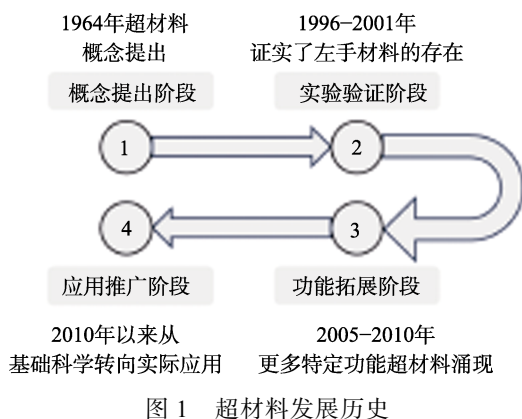 1964年超材料
概念提出
1996–2001年
证实了左手材料的存在
概念提出阶段
实验验证阶段
1
2
4
3
应用推广阶段
功能拓展阶段
2010年以来从
基础科学转向实际应用
2005–2010年
更多特定功能超材料涌现
图 1 超材料发展历史